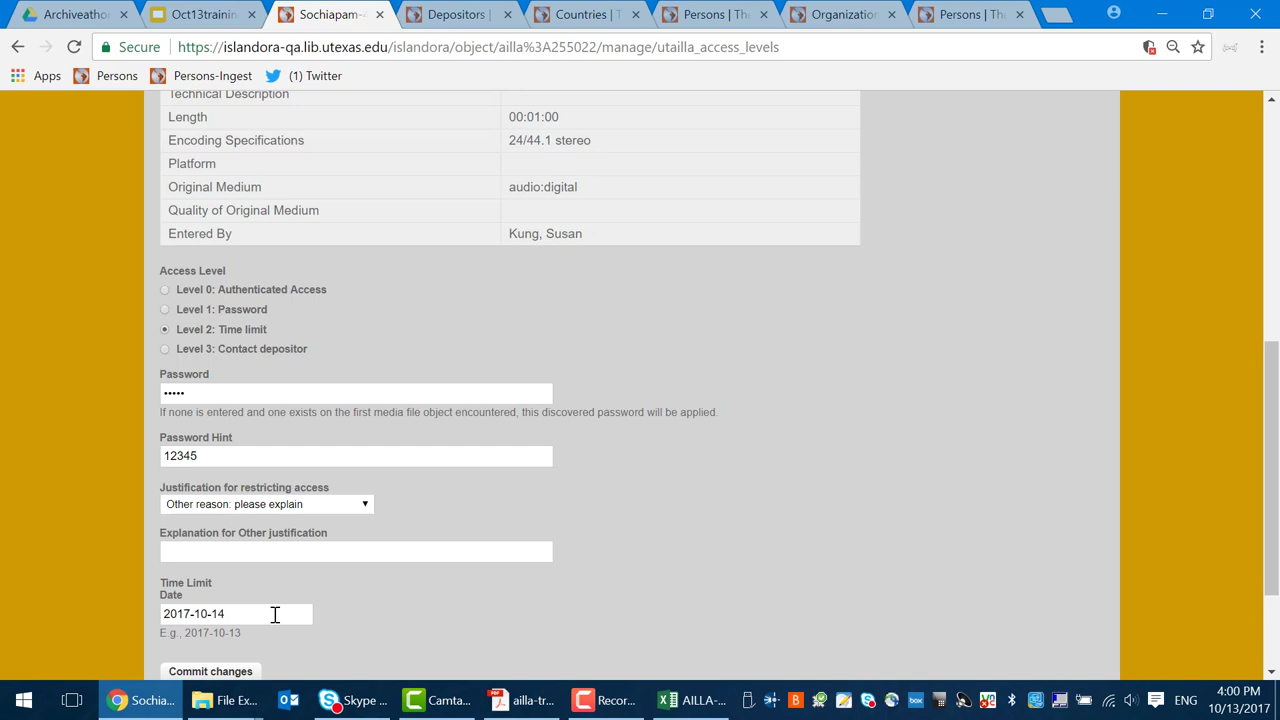 Archiveathon
Oct13training
Sochiapam-
Depositors |
Countries | T
Persons | The
Organization
Persons | The
Secure
https://islandora-qa.lib.utexas.edu/islandora/object/ailla%3A255022/manage/utailla_access_levels
Apps
Persons
Persons-Ingest
(1) Twitter
Technical Description
Length 00:01:00
Encoding Specifications 24/44.1 stereo
Platform
Original Medium audio:digital
Quality of Original Medium
Entered By Kung, Susan
Access Level
Level 0: Authenticated Access
Level 1: Password
Level 2: Time limit
Level 3: Contact depositor
Password
•••••
If none is entered and one exists on the first media file object encountered, this discovered password will be applied.
Password Hint
12345
Justification for restricting access
Other reason: please explain
Explanation for Other justification
Time Limit
Date
2017-10-14
E.g., 2017-10-13
Commit changes
Sochia...
File Ex...
Skype ...
Camta...
ailla-tr...
Recor...
AILLA-...
ENG
4:00 PM
10/13/2017